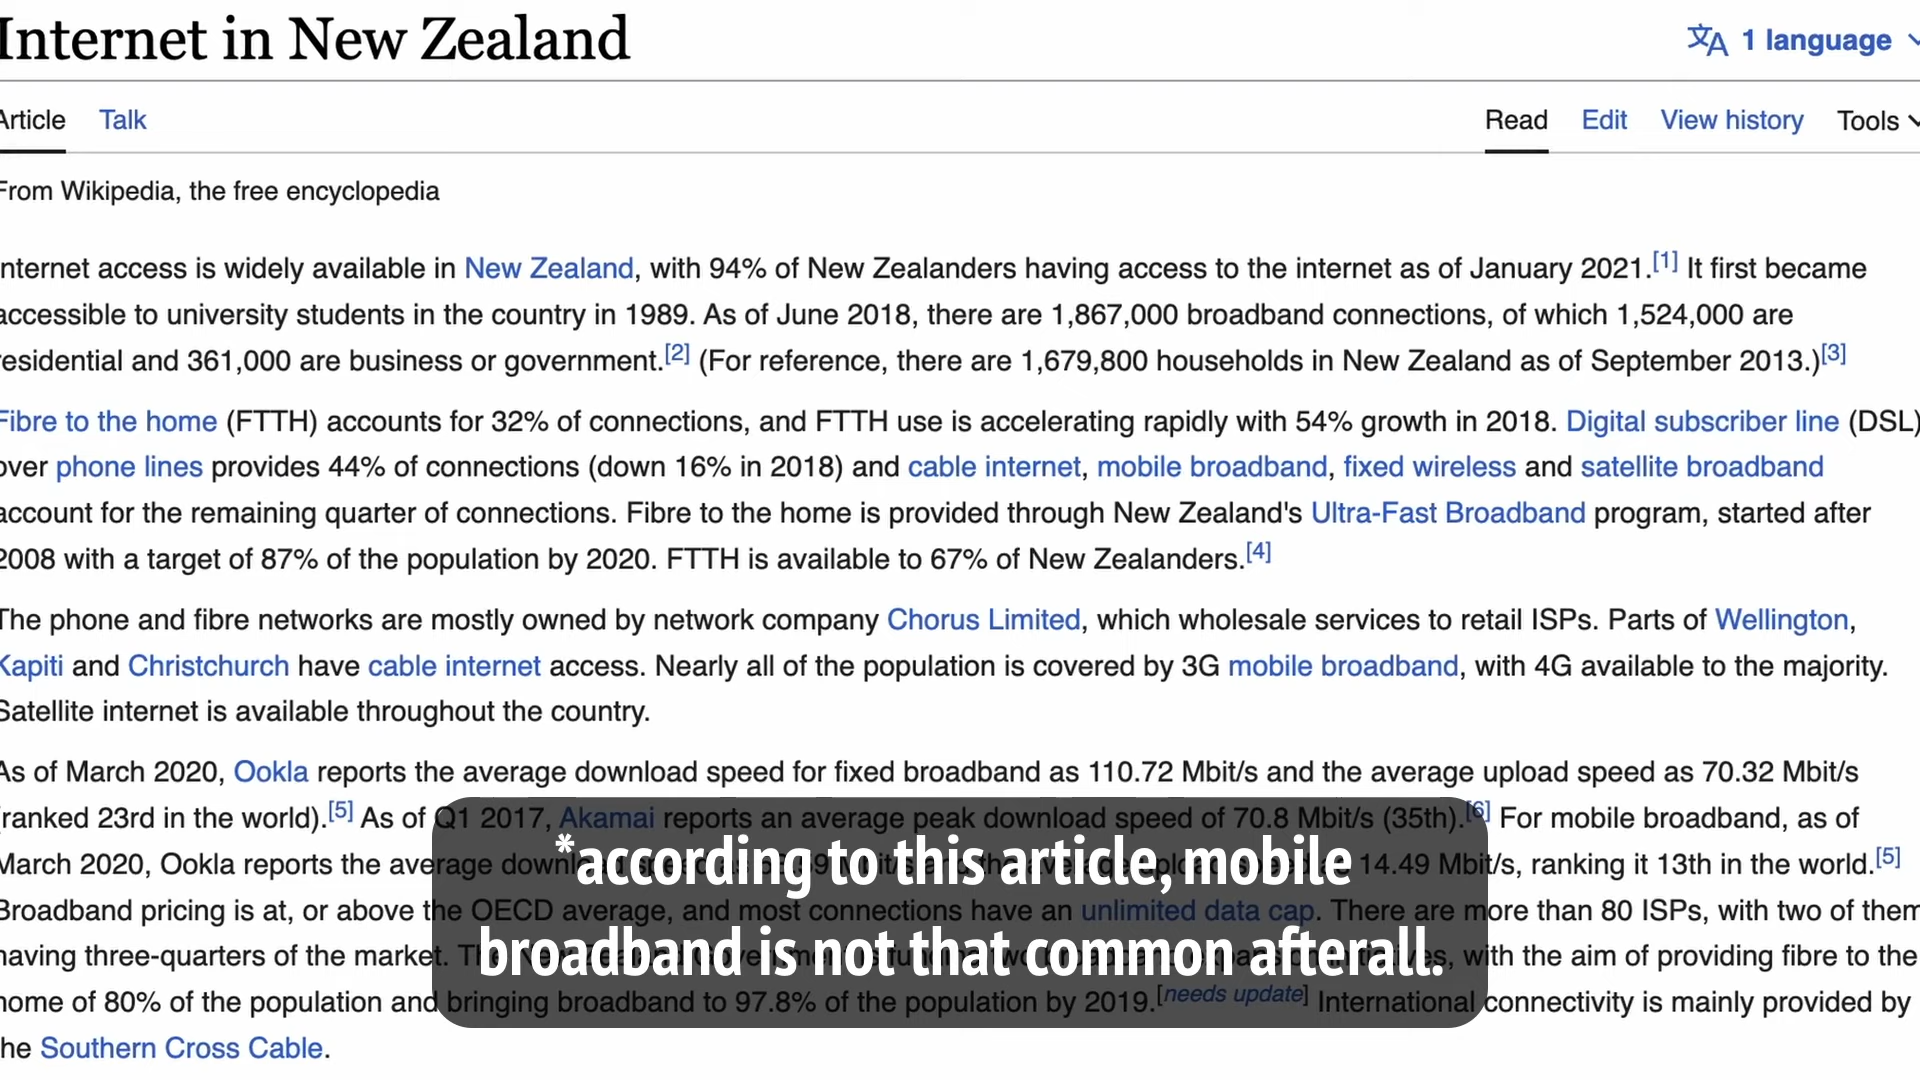 Internet in New Zealand
1 language
Article Talk
Read Edit View history Tools
From Wikipedia, the free encyclopedia
nternet access is widely available in New Zealand, with 94% of New Zealanders having access to the internet as of January 2021.[1] It first became
accessible to university students in the country in 1989. As of June 2018, there are 1,867,000 broadband connections, of which 1,524,000 are
residential and 361,000 are business or government.[2] (For reference, there are 1,679,800 households in New Zealand as of September 2013.)[3]
Fibre to the home (FTTH) accounts for 32% of connections, and FTTH use is accelerating rapidly with 54% growth in 2018. Digital subscriber line (DSL)
over phone lines provides 44% of connections (down 16% in 2018) and cable internet, mobile broadband, fixed wireless and satellite broadband
account for the remaining quarter of connections. Fibre to the home is provided through New Zealand's Ultra-Fast Broadband program, started after
2008 with a target of 87% of the population by 2020. FTTH is available to 67% of New Zealanders.[4]
The phone and fibre networks are mostly owned by network company Chorus Limited, which wholesale services to retail ISPs. Parts of Wellington,
Kapiti and Christchurch have cable internet access. Nearly all of the population is covered by 3G mobile broadband, with 4G available to the majority.
Satellite internet is available throughout the country.
As of March 2020, Ookla reports the average download speed for fixed broadband as 110.72 Mbit/s and the average upload speed as 70.32 Mbit/s
(ranked 23rd in the world).[5] As of Q1 2017, Akamai reports an average peak download speed of 70.8 Mbit/s (35th).[6] For mobile broadband, as of
March 2020, Ookla reports the average 14.49 Mbit/s, ranking it 13th in the world.[5]
Broadband pricing is at, or above the OECD average, and most connections have an unlimited data cap. There are more than 80 ISPs, with two of them
having three-quarters of the market. with the aim of providing fibre to the
home of 80% of the population and bringing broadband to 97.8% of the population by 2019.[needs update] International connectivity is mainly provided by
the Southern Cross Cable.
*according to this article, mobile
broadband is not that common afterall.